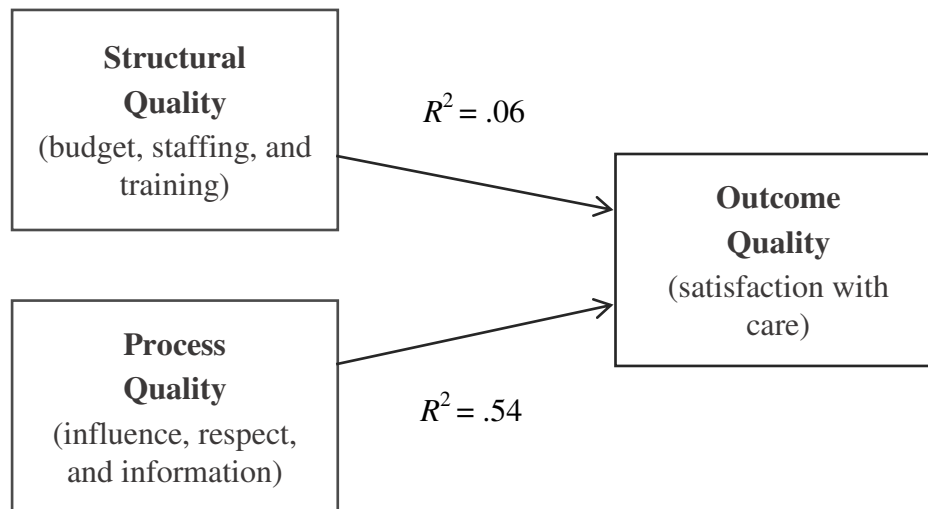 Structural
Quality
(budget, staffing, and
training)
R² = .06
Outcome
Quality
(satisfaction with
care)
Process
Quality
(influence, respect,
and information)
R² = .54